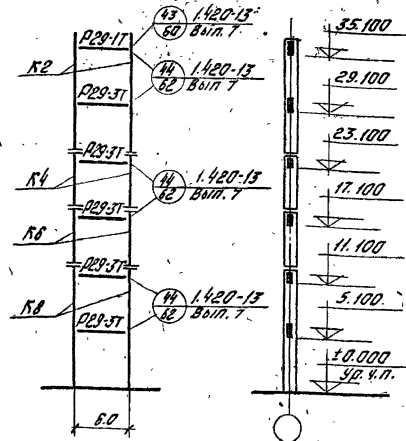 Р29-1Т
43
60
1.420-13
Вып. 7
К2
44
62
1.420-13
Вып. 7
Р29-3Т
Р29-3Т
К4
44
62
1.420-13
Вып. 7
Р29-3Т
К6
Р29-3Т
К8
44
62
1.420-13
Вып. 7
Р29-3Т
6.0
35.100
29.100
23.100
17.100
11.100
5.100
±0.000
Ур. ч.п.